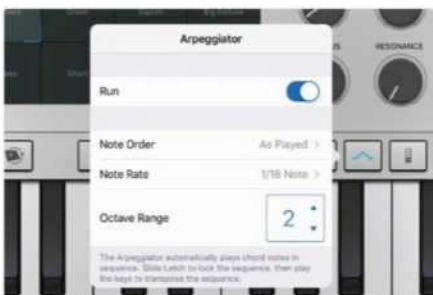 Arpeggiator
RESONANCE
Run
Note Order As Played >
Note Rate 1/16 Note >
Octave Range 2
The Arpeggiator automatically plays chord notes in
sequence. Slide Latch to lock the sequence, then play
the keys to transpose the sequence.